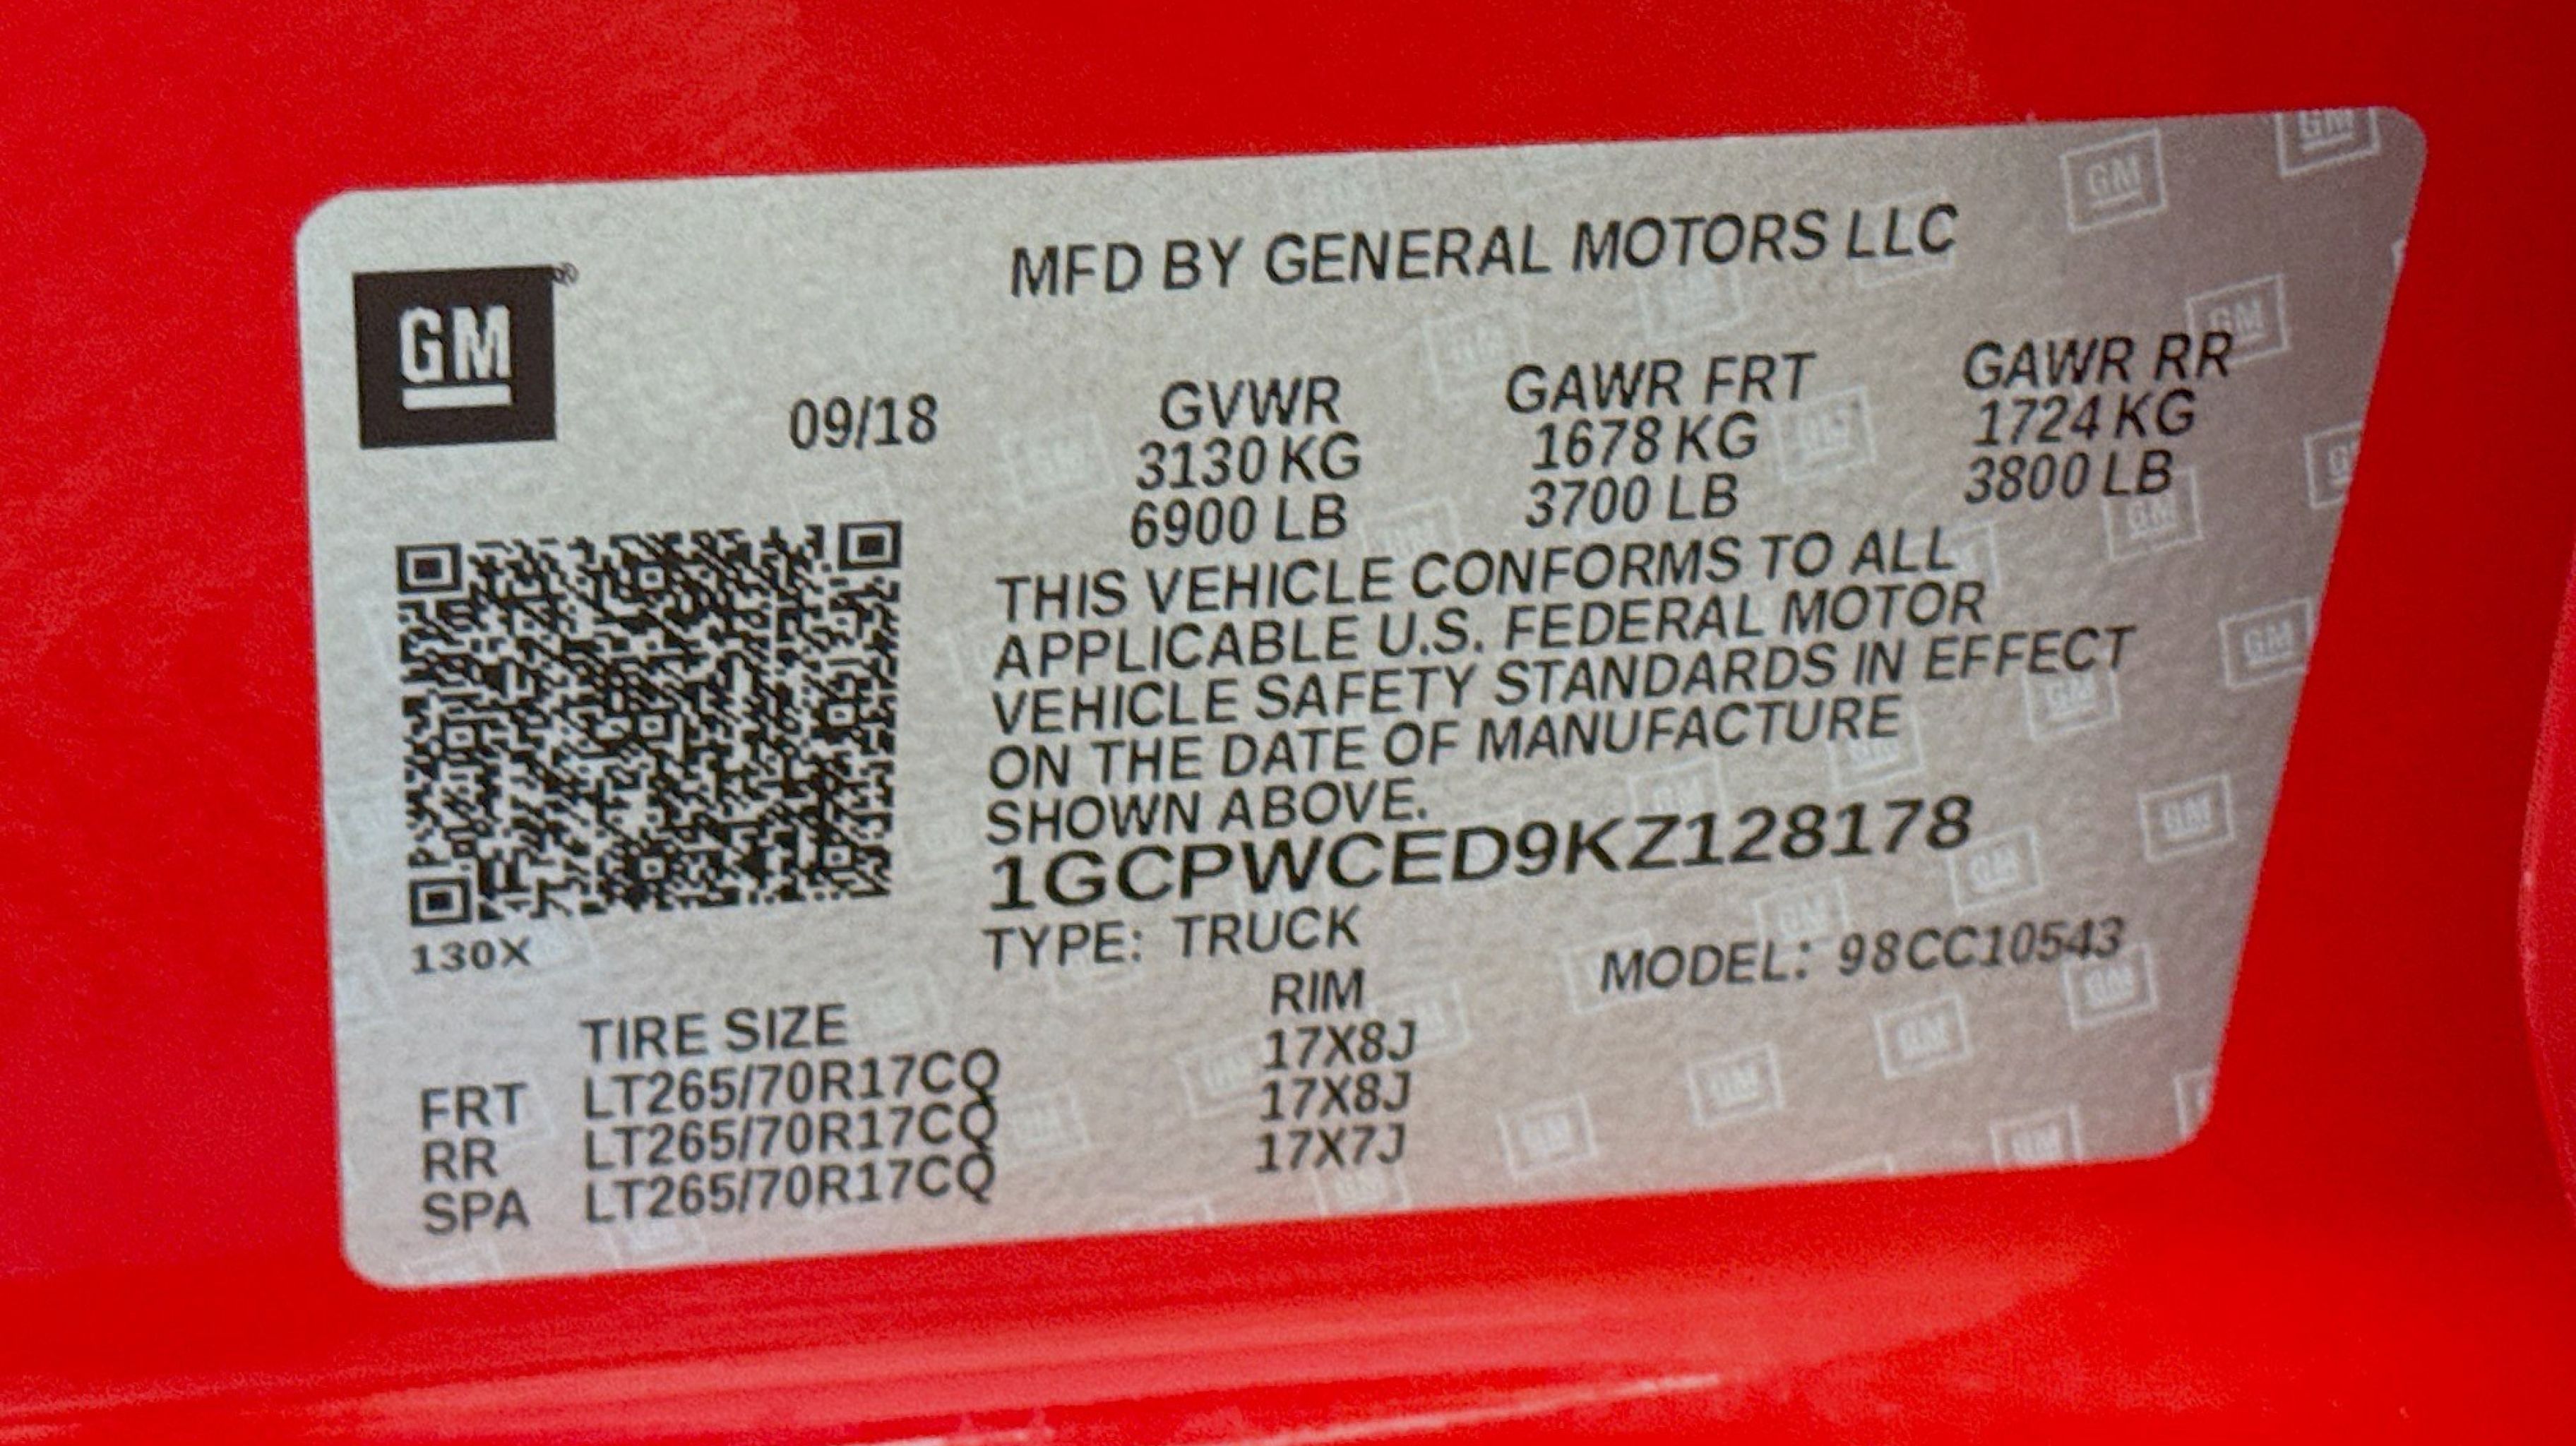 MFD BY GENERAL MOTORS LLC
GM®
09/18
GVWR GAWR FRT GAWR RR
3130 KG 1678 KG 1724 KG
6900 LB 3700 LB 3800 LB
THIS VEHICLE CONFORMS TO ALL
APPLICABLE U.S. FEDERAL MOTOR
VEHICLE SAFETY STANDARDS IN EFFECT
ON THE DATE OF MANUFACTURE
SHOWN ABOVE.
1GCPWCED9KZ128178
130X
TYPE: TRUCK MODEL: 98CC10543
TIRE SIZE RIM
FRT LT265/70R17CQ 17X8J
RR LT265/70R17CQ 17X8J
SPA LT265/70R17CQ 17X7J